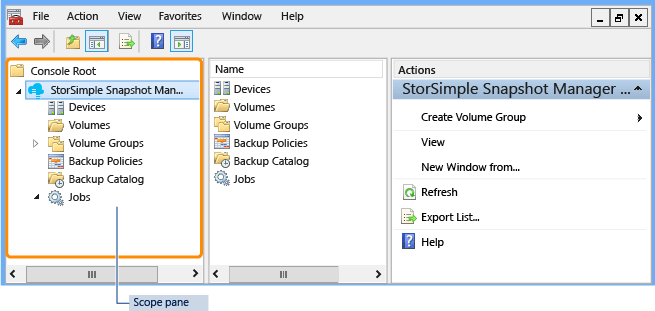 File Action View Favorites Window Help
Console Root
StorSimple Snapshot Man...
Devices
Volumes
Volume Groups
Backup Policies
Backup Catalog
Jobs
Name
Devices
Volumes
Volume Groups
Backup Policies
Backup Catalog
Jobs
Actions
StorSimple Snapshot Manager ...
Create Volume Group
View
New Window from...
Refresh
Export List...
Help
Scope pane